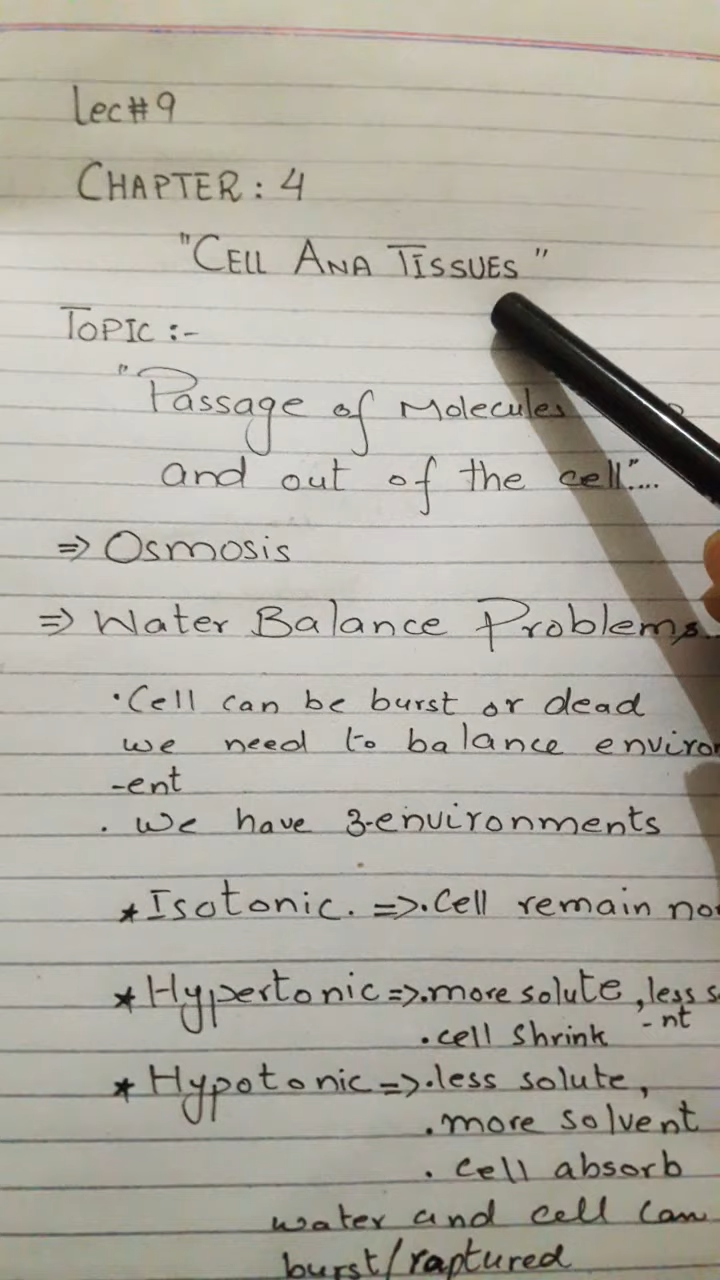 Lec# 9
CHAPTER : 4
"CELL ANA TISSUES"
TOPIC :-
"Passage of Molecules
and out of the cell"...
=> Osmosis
=> Water Balance Problems.
• Cell can be burst or dead
we need to balance environ
-ent
. We have 3-environments
* Isotonic. =>. Cell remain no
* Hypertonic =>. more solute, less s
-nt
. cell shrink
* Hypotonic =>. less solute,
. more solvent
. cell absorb
water and cell can
burst/raptured